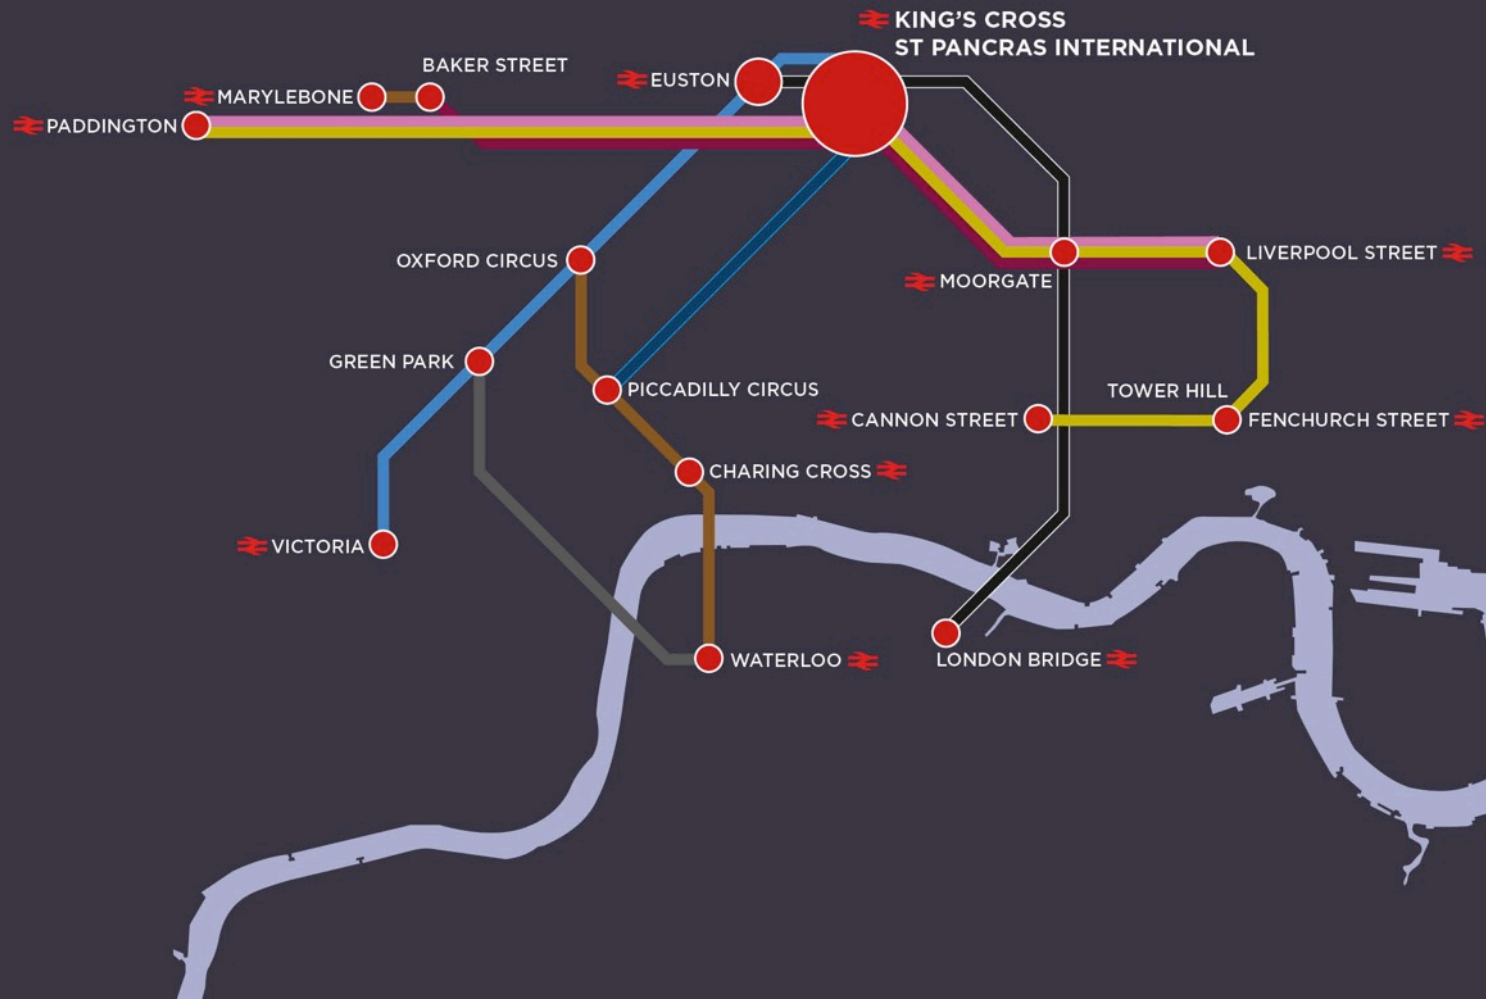 KING'S CROSS
ST PANCRAS INTERNATIONAL
BAKER STREET
EUSTON
MARYLEBONE
PADDINGTON
OXFORD CIRCUS
LIVERPOOL STREET
MOORGATE
GREEN PARK
PICCADILLY CIRCUS
TOWER HILL
CANNON STREET
FENCHURCH STREET
CHARING CROSS
VICTORIA
WATERLOO
LONDON BRIDGE